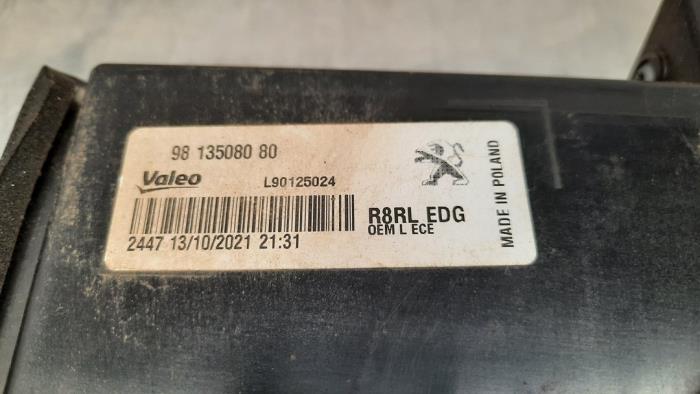 98 135080 80
Valeo
L90125024
R8RL EDG
OEM L ECE
2447 13/10/2021 21:31
MADE IN POLAND